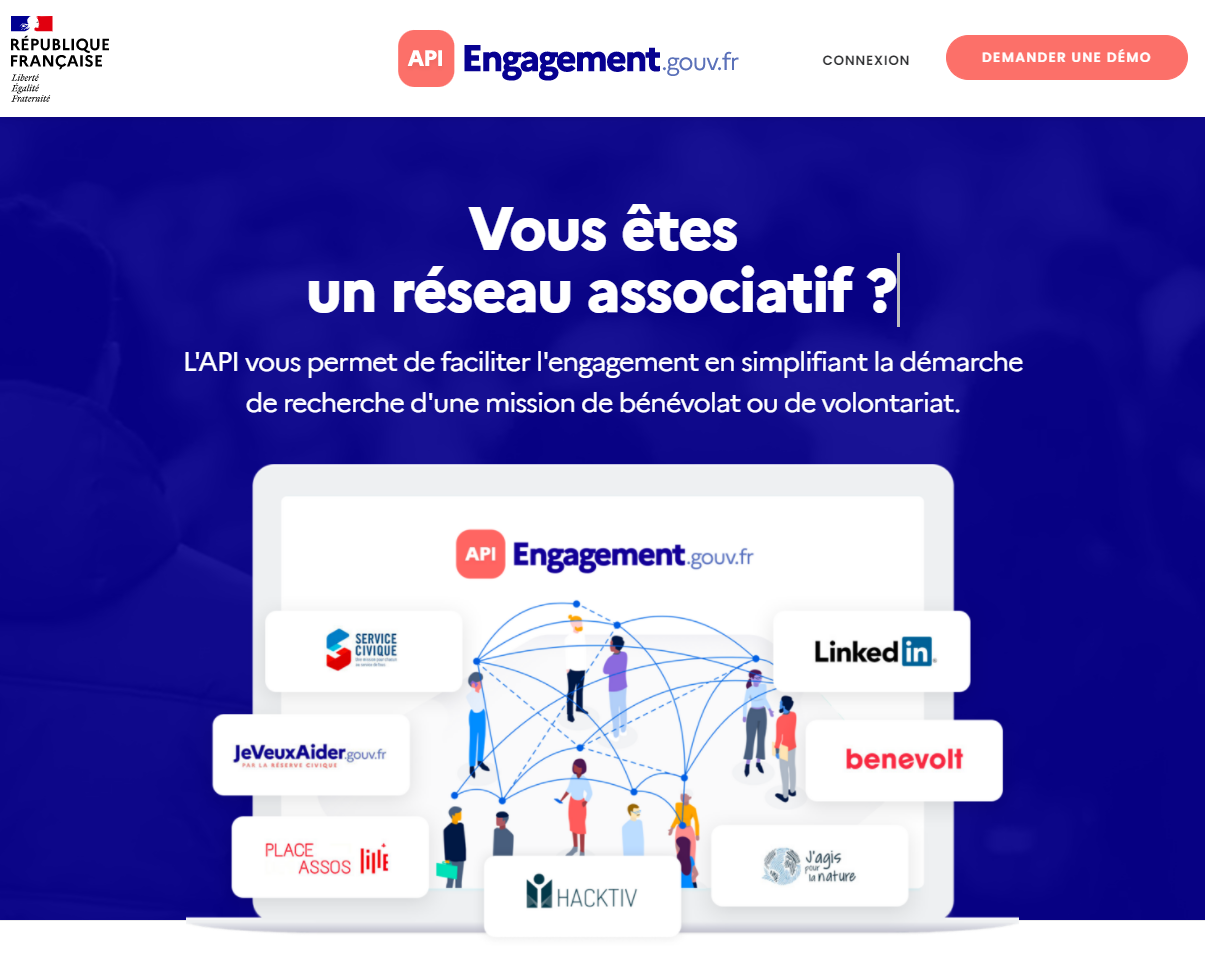 RÉPUBLIQUE
FRANÇAISE
Liberté
Égalité
Fraternité
API Engagement.gouv.fr
CONNEXION
DEMANDER UNE DÉMO
Vous êtes
un réseau associatif ?
L'API vous permet de faciliter l'engagement en simplifiant la démarche
de recherche d'une mission de bénévolat ou de volontariat.
API Engagement.gouv.fr
SERVICE
CIVIQUE
LinkedIn
JeVeuxAider.gouv.fr
PAR LA RÉSERVE CIVIQUE
benevolt
PLACE
ASSOS lille
J'agis
pour
la nature
HACKTIV